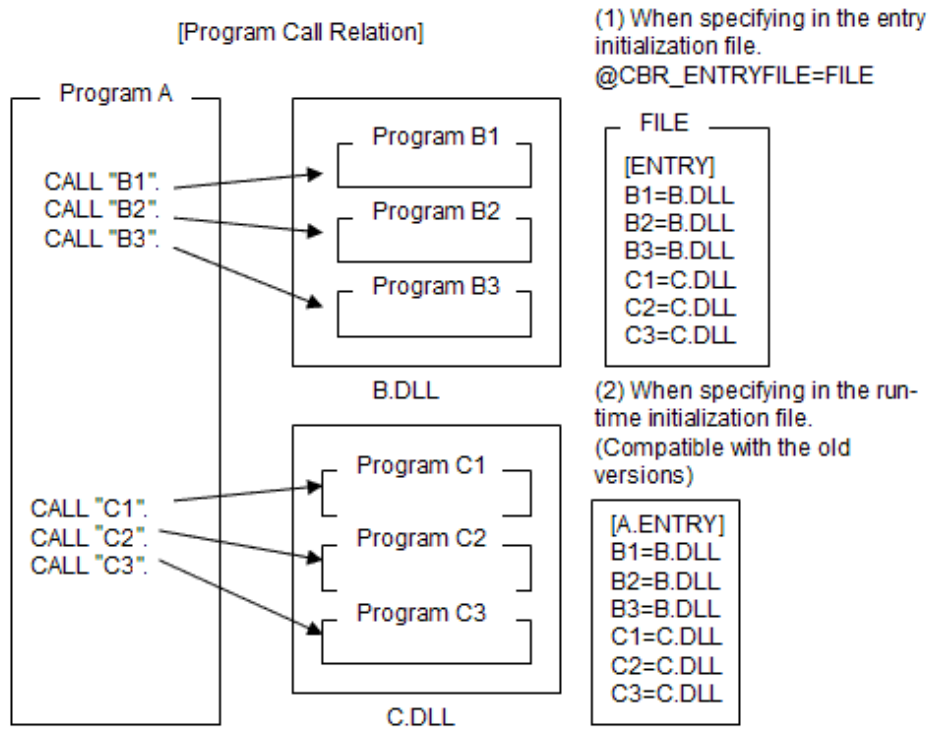 [Program Call Relation]
Program A
CALL "B1".
CALL "B2".
CALL "B3".
CALL "C1".
CALL "C2".
CALL "C3".
Program B1
Program B2
Program B3
B.DLL
Program C1
Program C2
Program C3
C.DLL
(1) When specifying in the entry
initialization file.
@CBR_ENTRYFILE=FILE
FILE
[ENTRY]
B1=B.DLL
B2=B.DLL
B3=B.DLL
C1=C.DLL
C2=C.DLL
C3=C.DLL
(2) When specifying in the run-
time initialization file.
(Compatible with the old
versions)
[A.ENTRY]
B1=B.DLL
B2=B.DLL
B3=B.DLL
C1=C.DLL
C2=C.DLL
C3=C.DLL